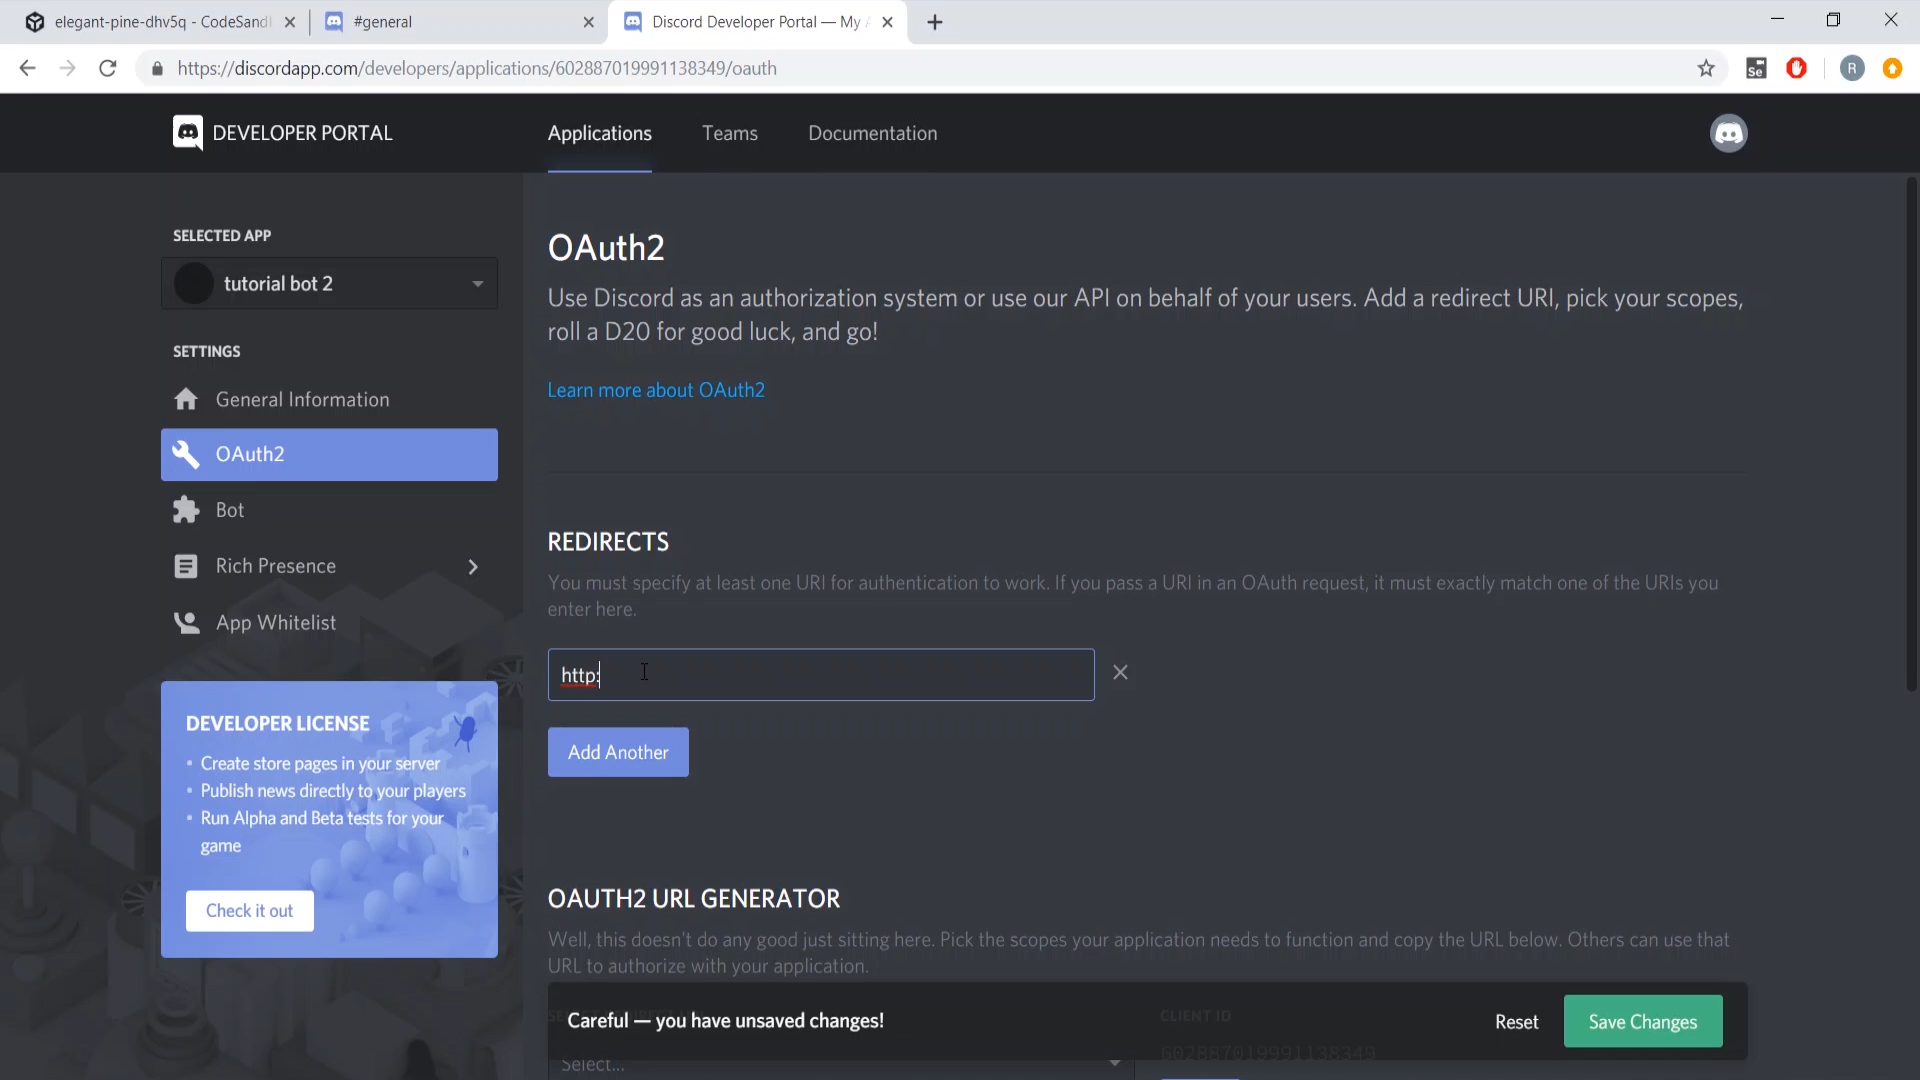 elegant-pine-dhv5q - CodeSand
#general
Discord Developer Portal — My A
https://discordapp.com/developers/applications/602887019991138349/oauth
Se
R
DEVELOPER PORTAL
Applications
Teams
Documentation
SELECTED APP
tutorial bot 2
SETTINGS
General Information
OAuth2
Bot
Rich Presence
App Whitelist
DEVELOPER LICENSE
• Create store pages in your server
• Publish news directly to your players
• Run Alpha and Beta tests for your
game
Check it out
OAuth2
Use Discord as an authorization system or use our API on behalf of your users. Add a redirect URI, pick your scopes,
roll a D20 for good luck, and go!
Learn more about OAuth2
REDIRECTS
You must specify at least one URI for authentication to work. If you pass a URI in an OAuth request, it must exactly match one of the URIs you
enter here.
http:
Add Another
OAUTH2 URL GENERATOR
Well, this doesn't do any good just sitting here. Pick the scopes your application needs to function and copy the URL below. Others can use that
URL to authorize with your application.
CLIENT ID
Careful — you have unsaved changes!
Reset
Save Changes
Select...
602887019991138349